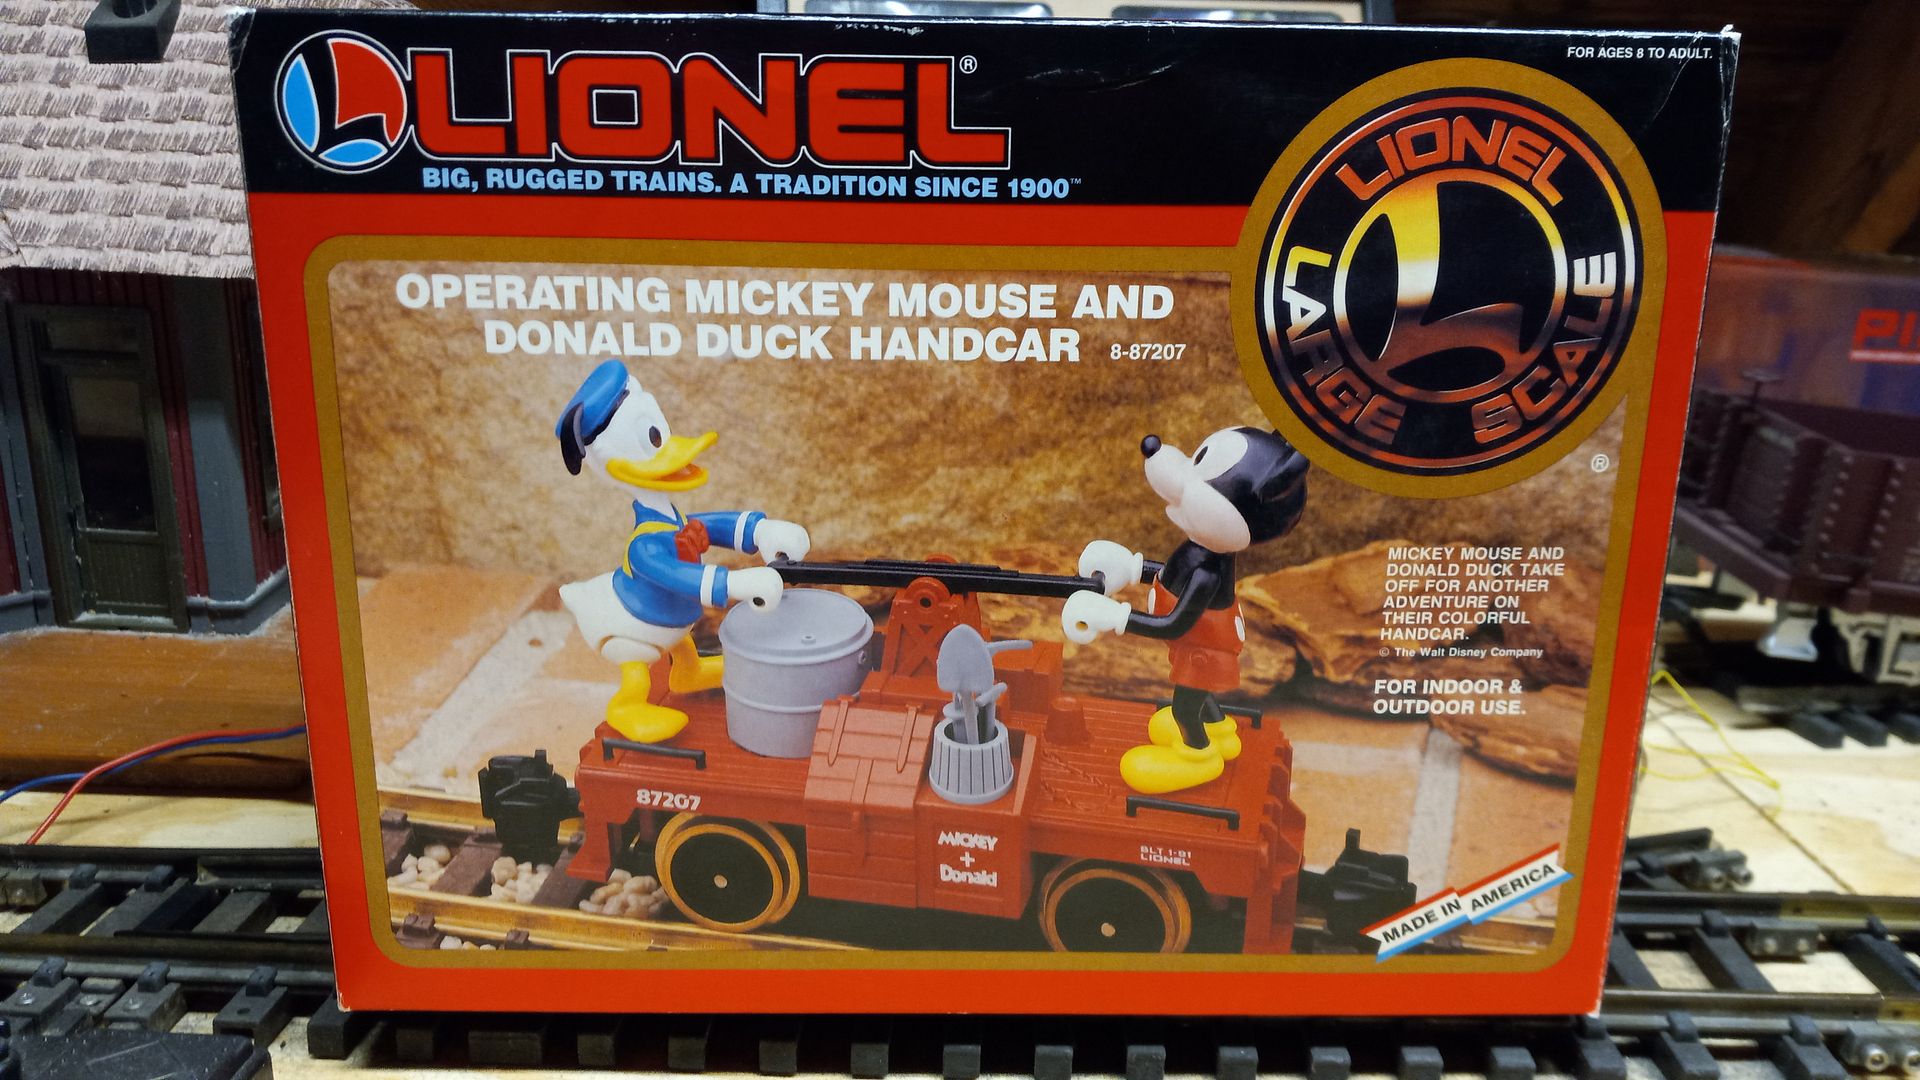 LIONEL®
BIG, RUGGED TRAINS. A TRADITION SINCE 1900™
FOR AGES 8 TO ADULT.
LIONEL
LARGE SCALE
®
OPERATING MICKEY MOUSE AND
DONALD DUCK HANDCAR 8-87207
MICKEY MOUSE AND
DONALD DUCK TAKE
OFF FOR ANOTHER
ADVENTURE ON
THEIR COLORFUL
HANDCAR.
© The Walt Disney Company
FOR INDOOR &
OUTDOOR USE.
87207
MICKEY
+
Donald
BLT 1-91
LIONEL
MADE IN AMERICA